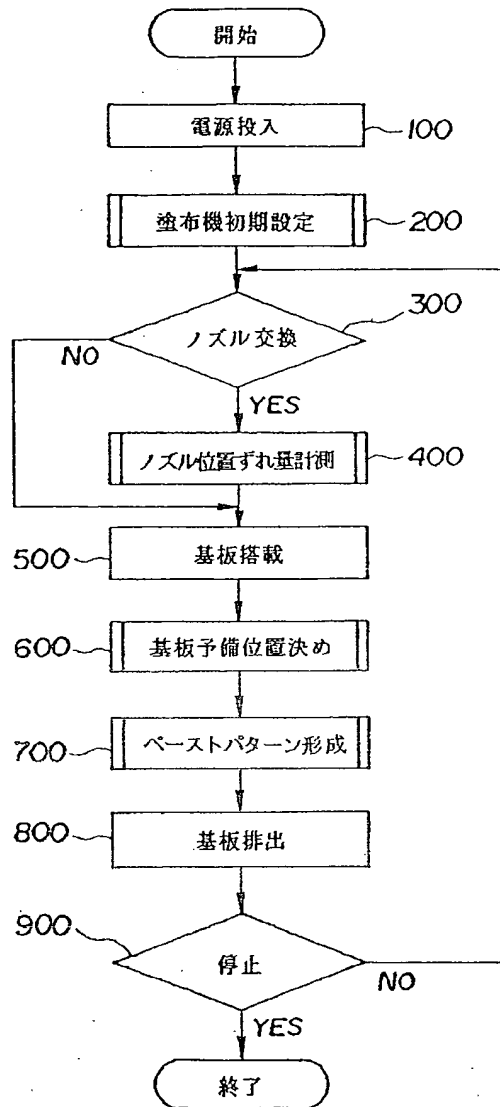 開始
電源投入
100
塗布機初期設定
200
300
ノズル交換
NO
YES
ノズル位置ずれ量計測
400
500
基板搭載
600
基板予備位置決め
700
ペーストパターン形成
800
基板排出
900
停止
NO
YES
終了